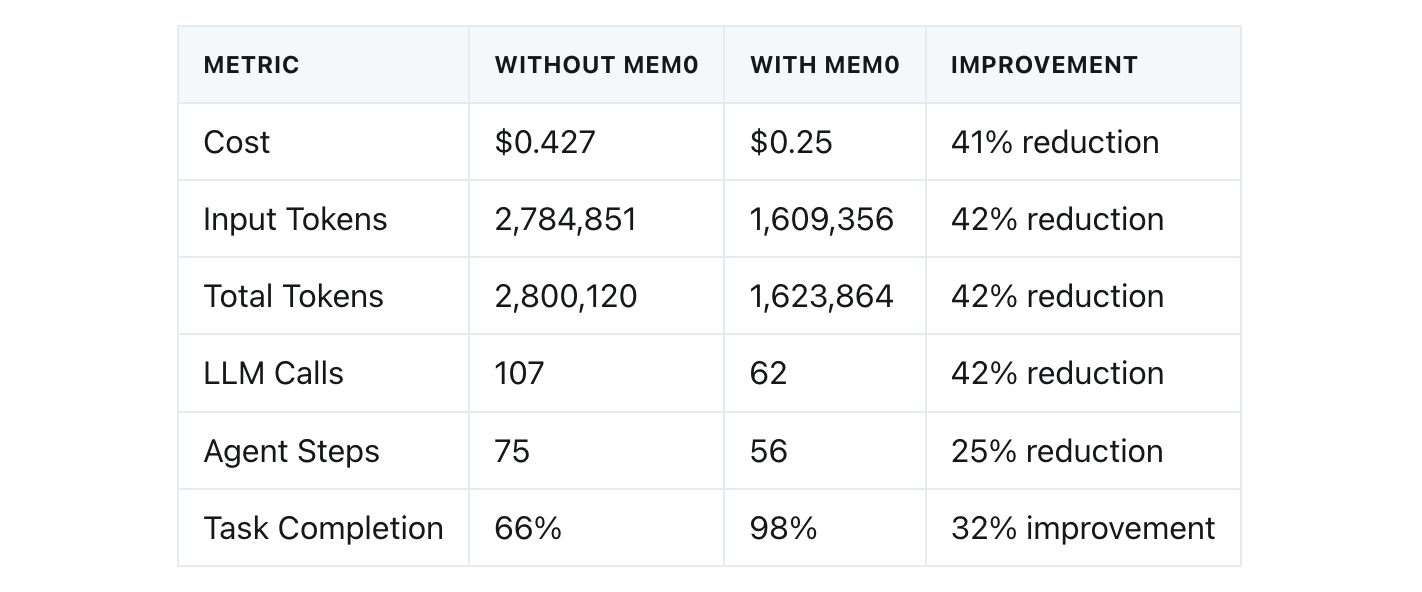 METRIC WITHOUT MEM0 WITH MEM0 IMPROVEMENT
Cost $0.427 $0.25 41% reduction
Input Tokens 2,784,851 1,609,356 42% reduction
Total Tokens 2,800,120 1,623,864 42% reduction
LLM Calls 107 62 42% reduction
Agent Steps 75 56 25% reduction
Task Completion 66% 98% 32% improvement